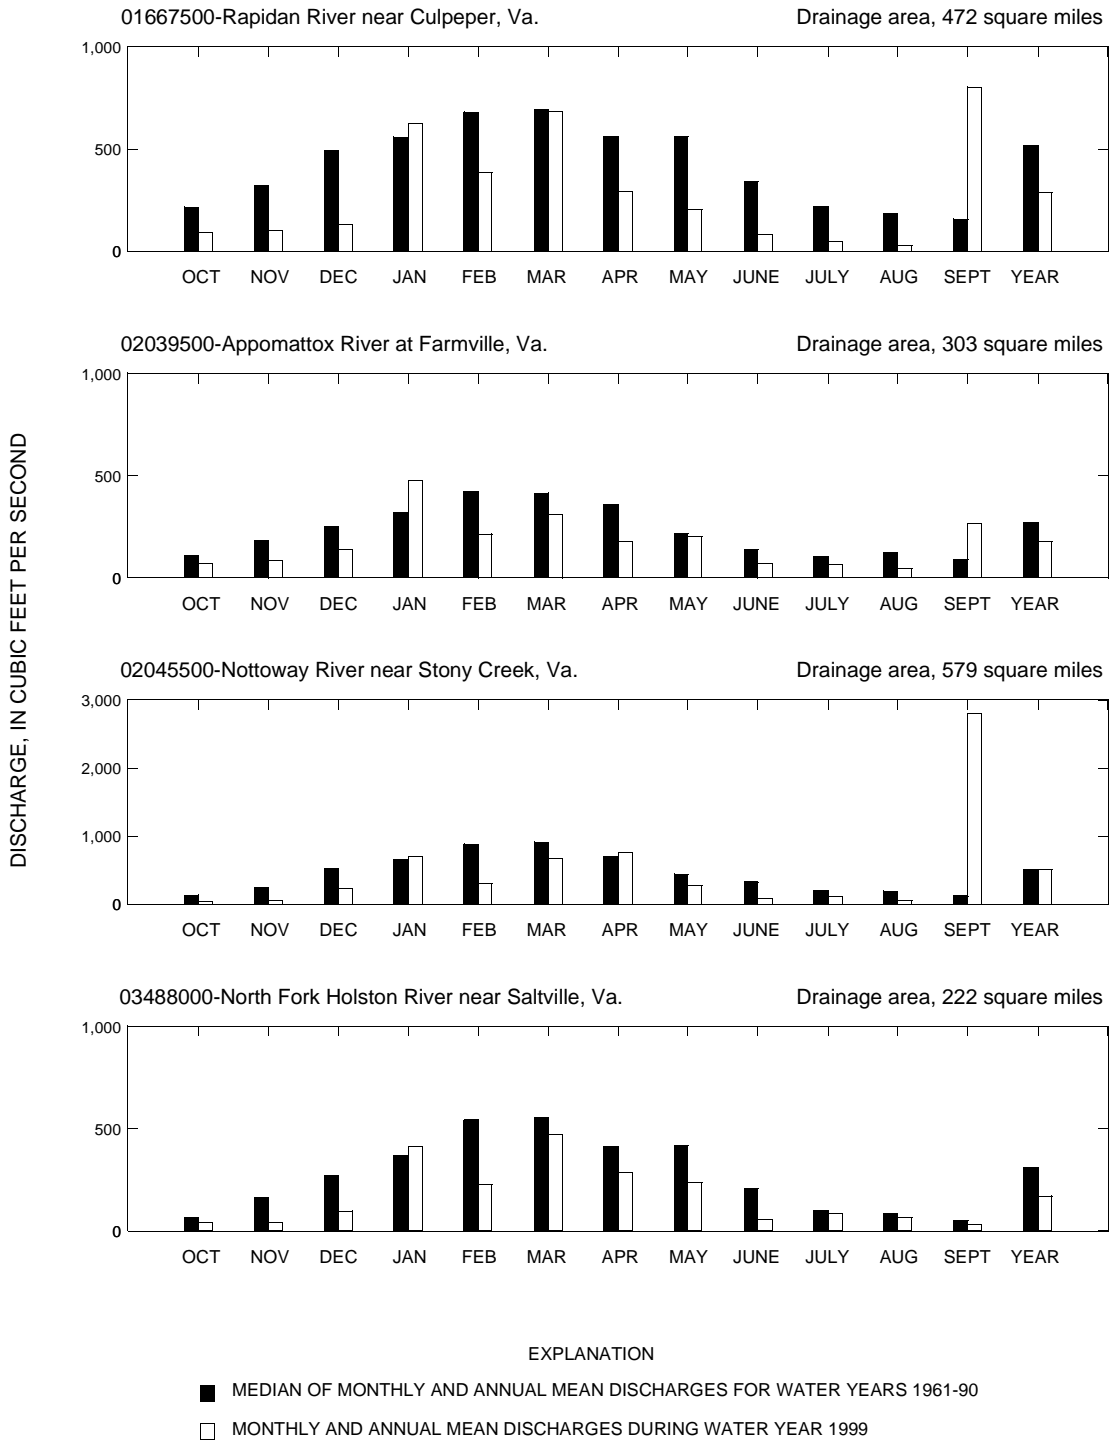 01667500-Rapidan River near Culpeper, Va. Drainage area, 472 square miles
1,000
500
0
OCT NOV DEC JAN FEB MAR APR MAY JUNE JULY AUG SEPT YEAR
02039500-Appomattox River at Farmville, Va. Drainage area, 303 square miles
1,000
500
0
OCT NOV DEC JAN FEB MAR APR MAY JUNE JULY AUG SEPT YEAR
DISCHARGE, IN CUBIC FEET PER SECOND
02045500-Nottoway River near Stony Creek, Va. Drainage area, 579 square miles
3,000
2,000
1,000
0
OCT NOV DEC JAN FEB MAR APR MAY JUNE JULY AUG SEPT YEAR
03488000-North Fork Holston River near Saltville, Va. Drainage area, 222 square miles
1,000
500
0
OCT NOV DEC JAN FEB MAR APR MAY JUNE JULY AUG SEPT YEAR
EXPLANATION
MEDIAN OF MONTHLY AND ANNUAL MEAN DISCHARGES FOR WATER YEARS 1961-90
MONTHLY AND ANNUAL MEAN DISCHARGES DURING WATER YEAR 1999